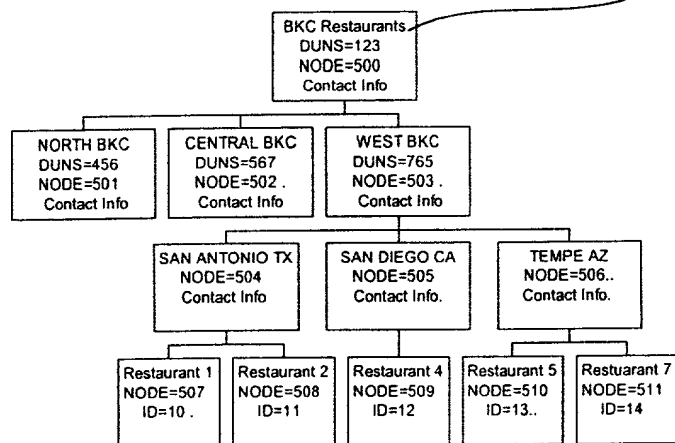 BKC Restaurants
DUNS=123
NODE=500
Contact Info
NORTH BKC
DUNS=456
NODE=501
Contact Info
CENTRAL BKC
DUNS=567
NODE=502 .
Contact Info
WEST BKC
DUNS=765
NODE=503 .
Contact Info
SAN ANTONIO TX
NODE=504
Contact Info
SAN DIEGO CA
NODE=505
Contact Info.
TEMPE AZ
NODE=506..
Contact Info.
Restaurant 1
NODE=507
ID=10 .
Restaurant 2
NODE=508
ID=11
Restaurant 4
NODE=509
ID=12
Restaurant 5
NODE=510
ID=13..
Restuarant 7
NODE=511
ID=14